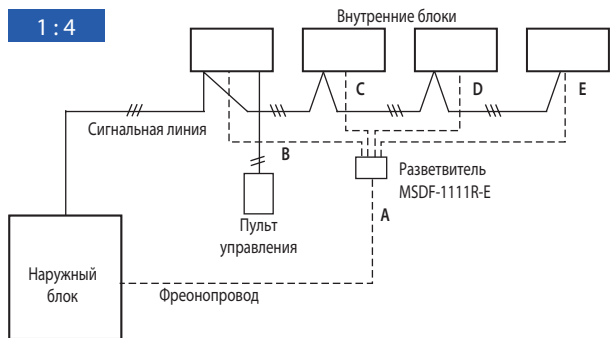 1 : 4
Внутренние блоки
C
D
E
Сигнальная линия
B
Разветвитель
MSDF-1111R-E
A
Пульт
управления
Наружный
блок
Фреонопровод